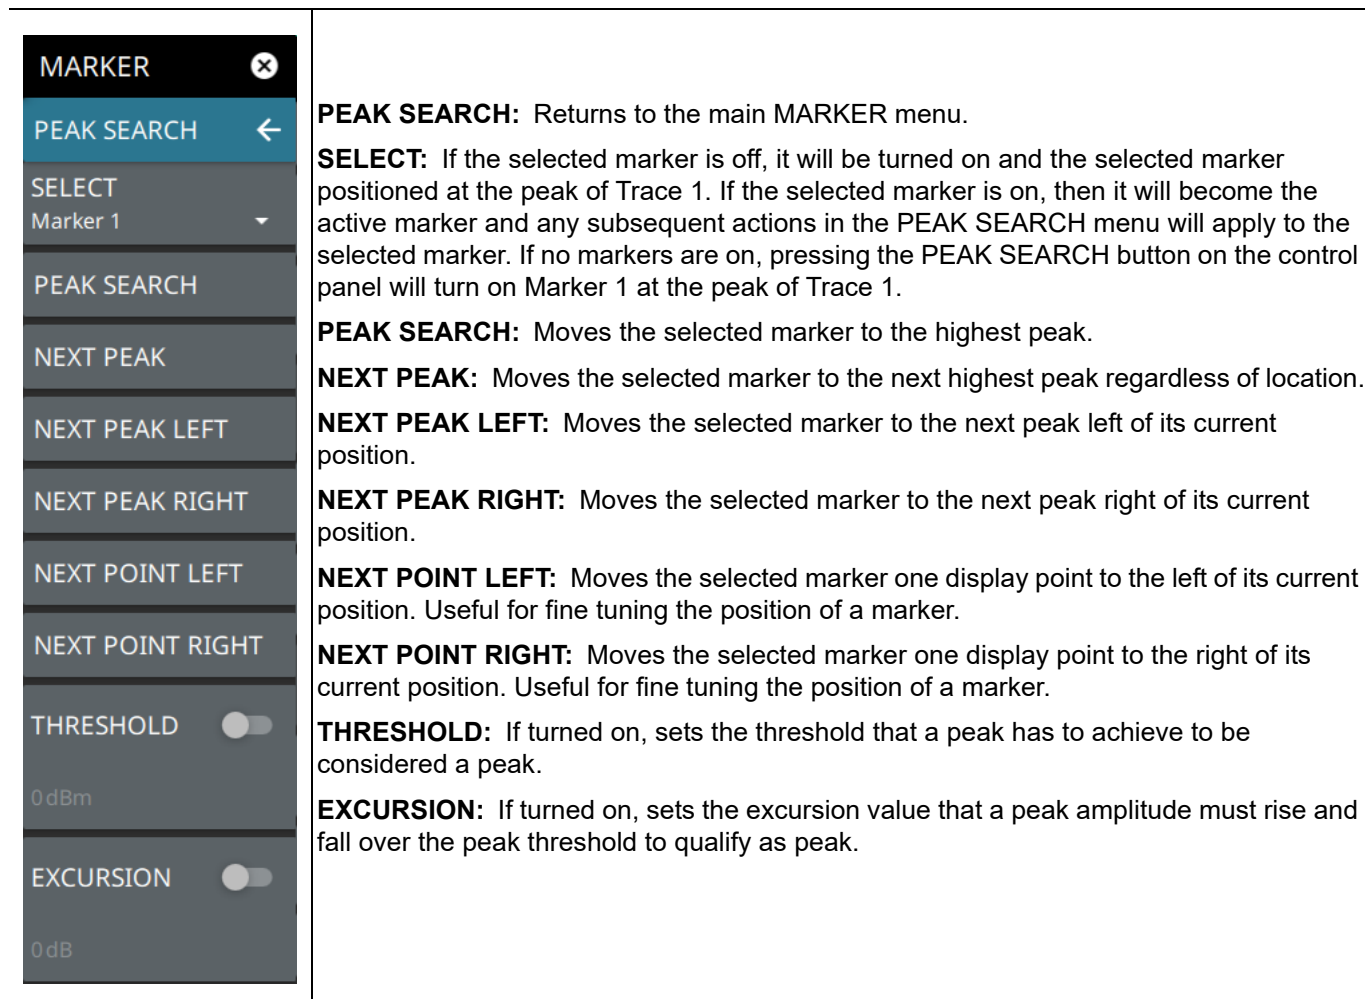 MARKER
PEAK SEARCH
SELECT
Marker 1
PEAK SEARCH
NEXT PEAK
NEXT PEAK LEFT
NEXT PEAK RIGHT
NEXT POINT LEFT
NEXT POINT RIGHT
THRESHOLD
0 dBm
EXCURSION
0 dB
PEAK SEARCH: Returns to the main MARKER menu.
SELECT: If the selected marker is off, it will be turned on and the selected marker
positioned at the peak of Trace 1. If the selected marker is on, then it will become the
active marker and any subsequent actions in the PEAK SEARCH menu will apply to the
selected marker. If no markers are on, pressing the PEAK SEARCH button on the control
panel will turn on Marker 1 at the peak of Trace 1.
PEAK SEARCH: Moves the selected marker to the highest peak.
NEXT PEAK: Moves the selected marker to the next highest peak regardless of location.
NEXT PEAK LEFT: Moves the selected marker to the next peak left of its current
position.
NEXT PEAK RIGHT: Moves the selected marker to the next peak right of its current
position.
NEXT POINT LEFT: Moves the selected marker one display point to the left of its current
position. Useful for fine tuning the position of a marker.
NEXT POINT RIGHT: Moves the selected marker one display point to the right of its
current position. Useful for fine tuning the position of a marker.
THRESHOLD: If turned on, sets the threshold that a peak has to achieve to be
considered a peak.
EXCURSION: If turned on, sets the excursion value that a peak amplitude must rise and
fall over the peak threshold to qualify as peak.